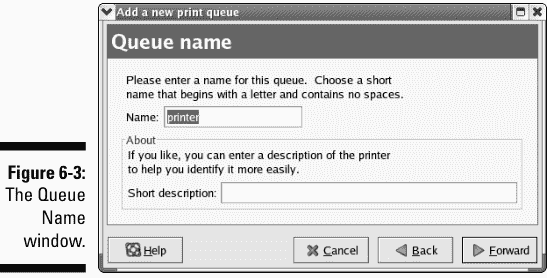 Add a new print queue
Queue name
Please enter a name for this queue. Choose a short
name that begins with a letter and contains no spaces.
Name: printer
About
If you like, you can enter a description of the printer
to help you identify it more easily.
Short description:
Help
Cancel
Back
Forward
Figure 6-3:
The Queue
Name
window.